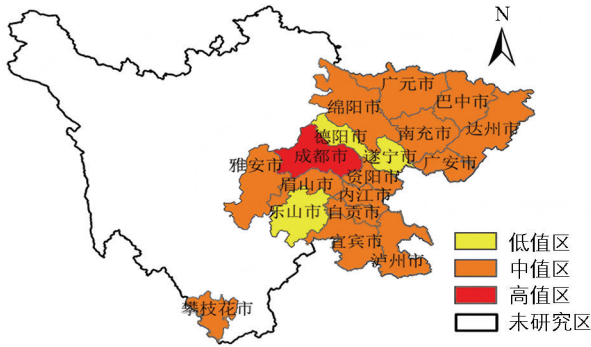 N
广元市
绵阳市
巴中市
达州市
南充市
德阳市
成都市
遂宁市
广安市
雅安市
资阳市
眉山市
内江市
乐山市
自贡市
宜宾市
泸州市
攀枝花市
低值区
中值区
高值区
未研究区